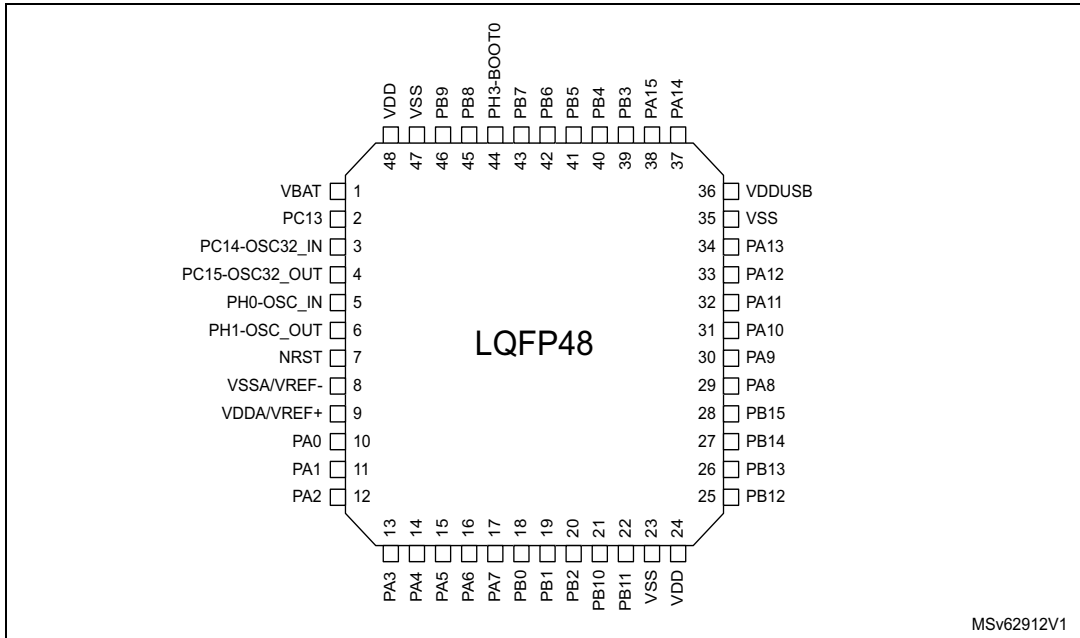 VDD
VSS
PB9
PB8
PH3-BOOT0
PB7
PB6
PB5
PB4
PB3
PA15
PA14
48
47
46
45
44
43
42
41
40
39
38
37
VBAT 1
PC13 2
PC14-OSC32_IN 3
PC15-OSC32_OUT 4
PH0-OSC_IN 5
PH1-OSC_OUT 6
NRST 7
VSSA/VREF- 8
VDDA/VREF+ 9
PA0 10
PA1 11
PA2 12
LQFP48
36 VDDUSB
35 VSS
34 PA13
33 PA12
32 PA11
31 PA10
30 PA9
29 PA8
28 PB15
27 PB14
26 PB13
25 PB12
13
14
15
16
17
18
19
20
21
22
23
24
PA3
PA4
PA5
PA6
PA7
PB0
PB1
PB2
PB10
PB11
VSS
VDD
MSv62912V1